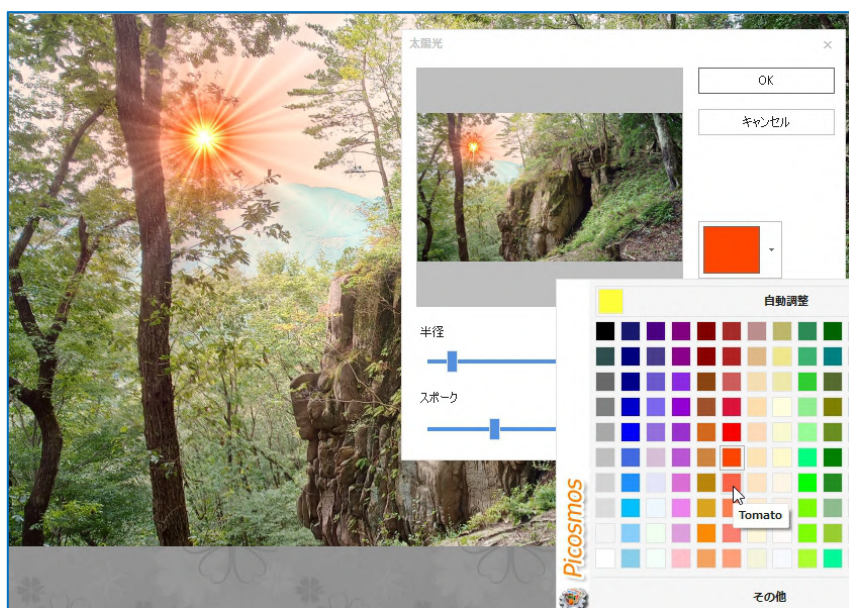 太陽光
OK
キャンセル
自動調整
半径
スポーク
Tomato
Picosmos
その他